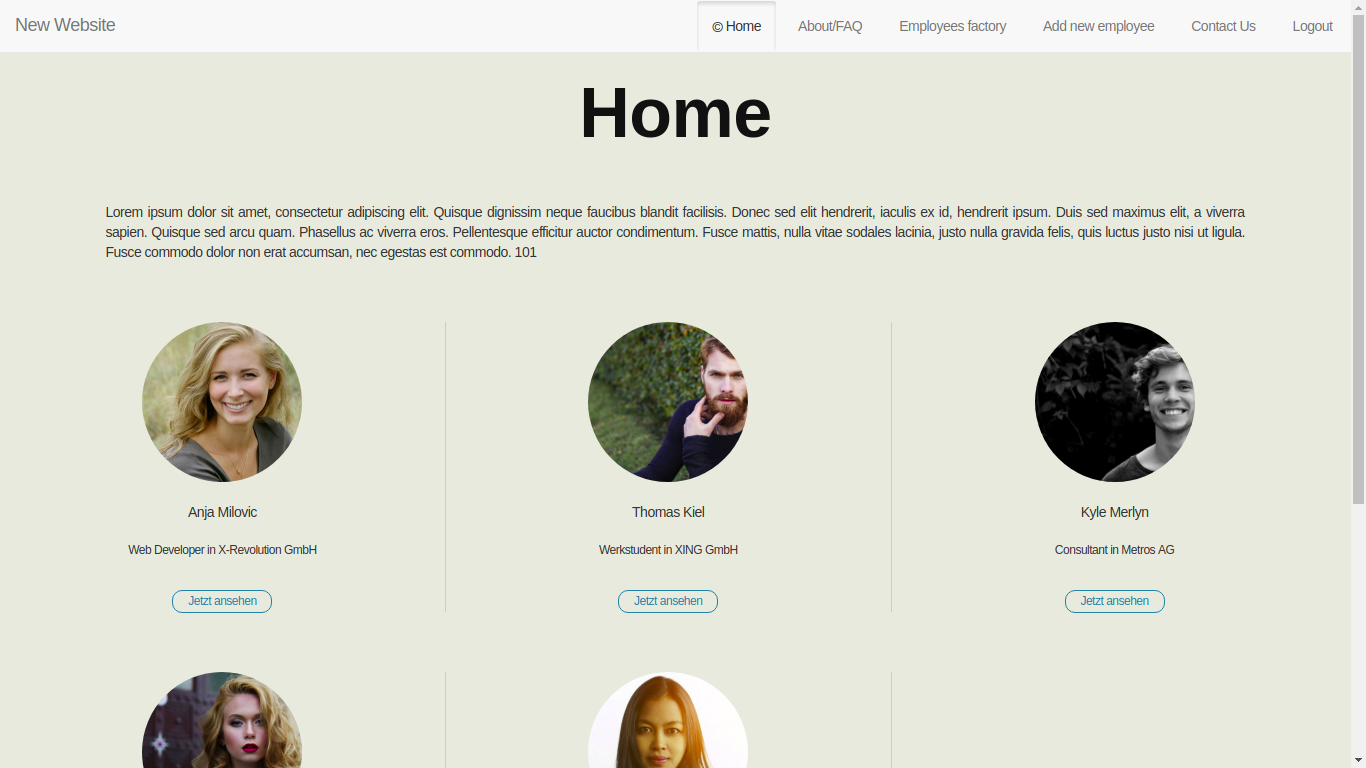 New Website
© Home
About/FAQ
Employees factory
Add new employee
Contact Us
Logout
Home
Lorem ipsum dolor sit amet, consectetur adipiscing elit. Quisque dignissim neque faucibus blandit facilisis. Donec sed elit hendrerit, iaculis ex id, hendrerit ipsum. Duis sed maximus elit, a viverra
sapien. Quisque sed arcu quam. Phasellus ac viverra eros. Pellentesque efficitur auctor condimentum. Fusce mattis, nulla vitae sodales lacinia, justo nulla gravida felis, quis luctus justo nisi ut ligula.
Fusce commodo dolor non erat accumsan, nec egestas est commodo. 101
Anja Milovic
Web Developer in X-Revolution GmbH
Jetzt ansehen
Thomas Kiel
Werkstudent in XING GmbH
Jetzt ansehen
Kyle Merlyn
Consultant in Metros AG
Jetzt ansehen